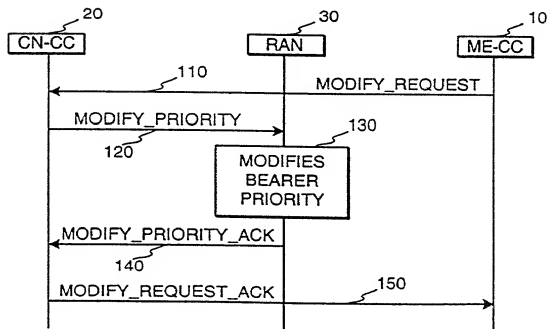 20
30
10
CN-CC
RAN
ME-CC
110
MODIFY_REQUEST
MODIFY_PRIORITY
120
130
MODIFIES
BEARER
PRIORITY
MODIFY_PRIORITY_ACK
140
MODIFY_REQUEST_ACK
150